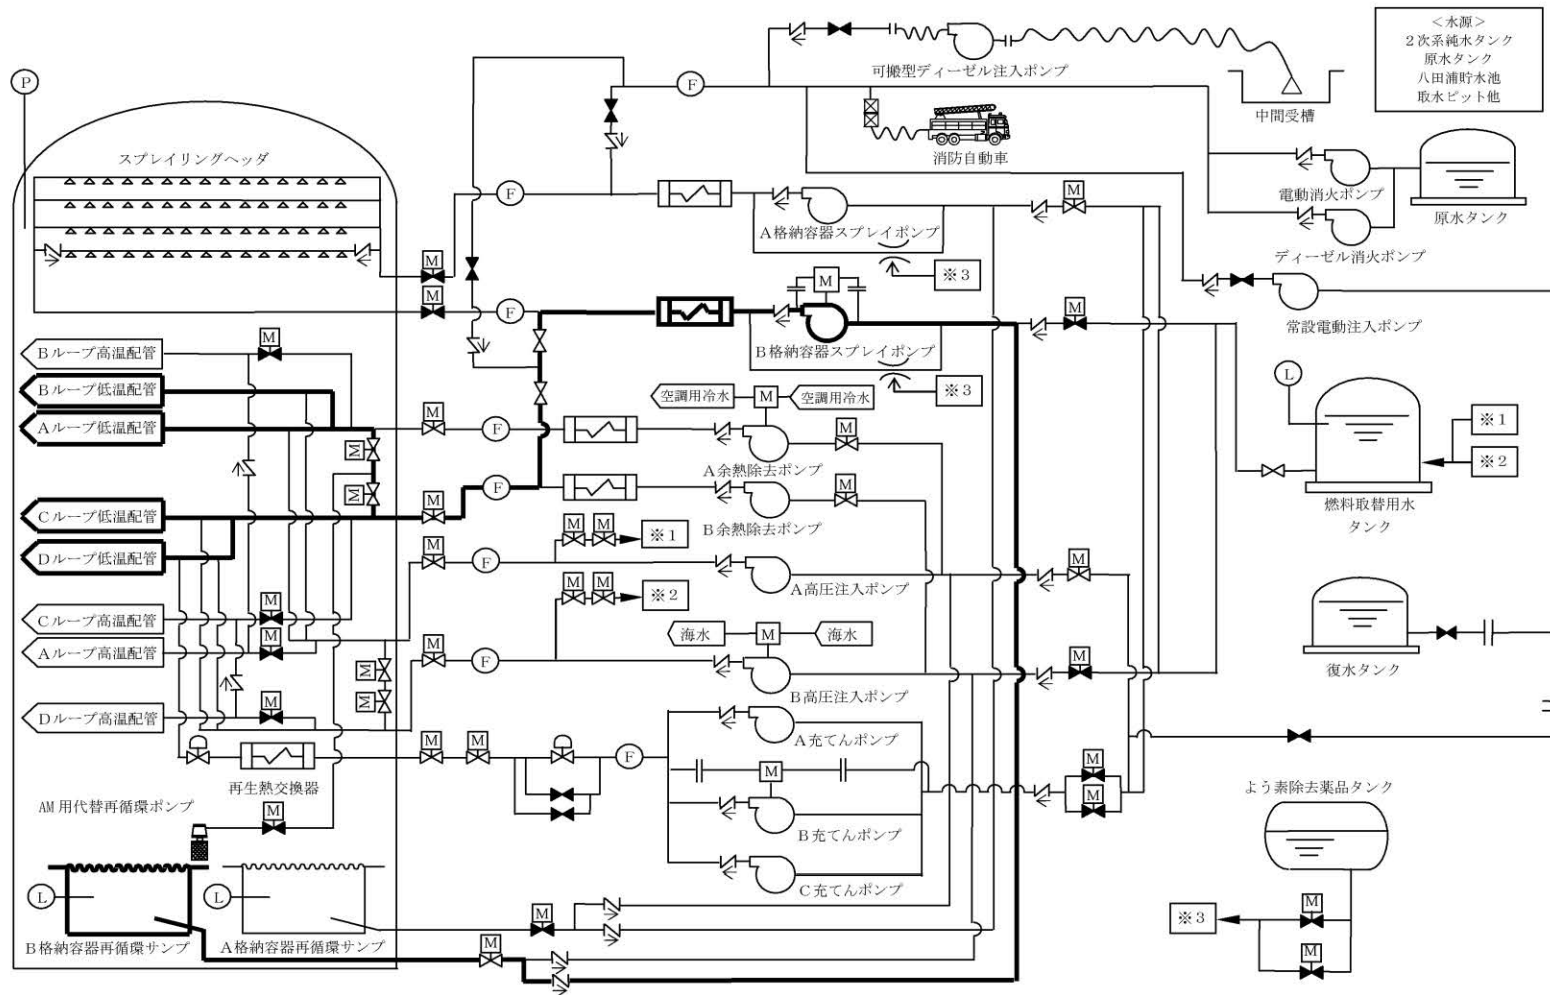 ＜水源＞
２次系純水タンク
原水タンク
八田浦貯水池
取水ピット他
P
F
可搬型ディーゼル注入ポンプ
中間受槽
消防自動車
スプレイリングヘッダ
電動消火ポンプ
原水タンク
F
M
Ａ格納容器スプレイポンプ
ディーゼル消火ポンプ
M
※３
M
M
F
M
常設電動注入ポンプ
Ｂ格納容器スプレイポンプ
M
Ｂループ高温配管
※３
L
Ｂループ低温配管
空調用冷水
M
空調用冷水
Ａループ低温配管
M
F
M
※１
M
Ａ余熱除去ポンプ
※２
M
M
F
M
Ｃループ低温配管
燃料取替用水
タンク
Ｂ余熱除去ポンプ
M
M
※１
Ｄループ低温配管
M
F
M
Ａ高圧注入ポンプ
M
M
※２
Ｃループ高温配管
M
海水
M
海水
Ａループ高温配管
M
M
F
M
復水タンク
M
M
Ｂ高圧注入ポンプ
Ｄループ高温配管
M
Ａ充てんポンプ
M
M
F
M
M
再生熱交換器
よう素除去薬品タンク
AM用代替再循環ポンプ
M
M
Ｂ充てんポンプ
Ｃ充てんポンプ
L
L
M
※３
M
Ｂ格納容器再循環サンプ
Ａ格納容器再循環サンプ
M
M